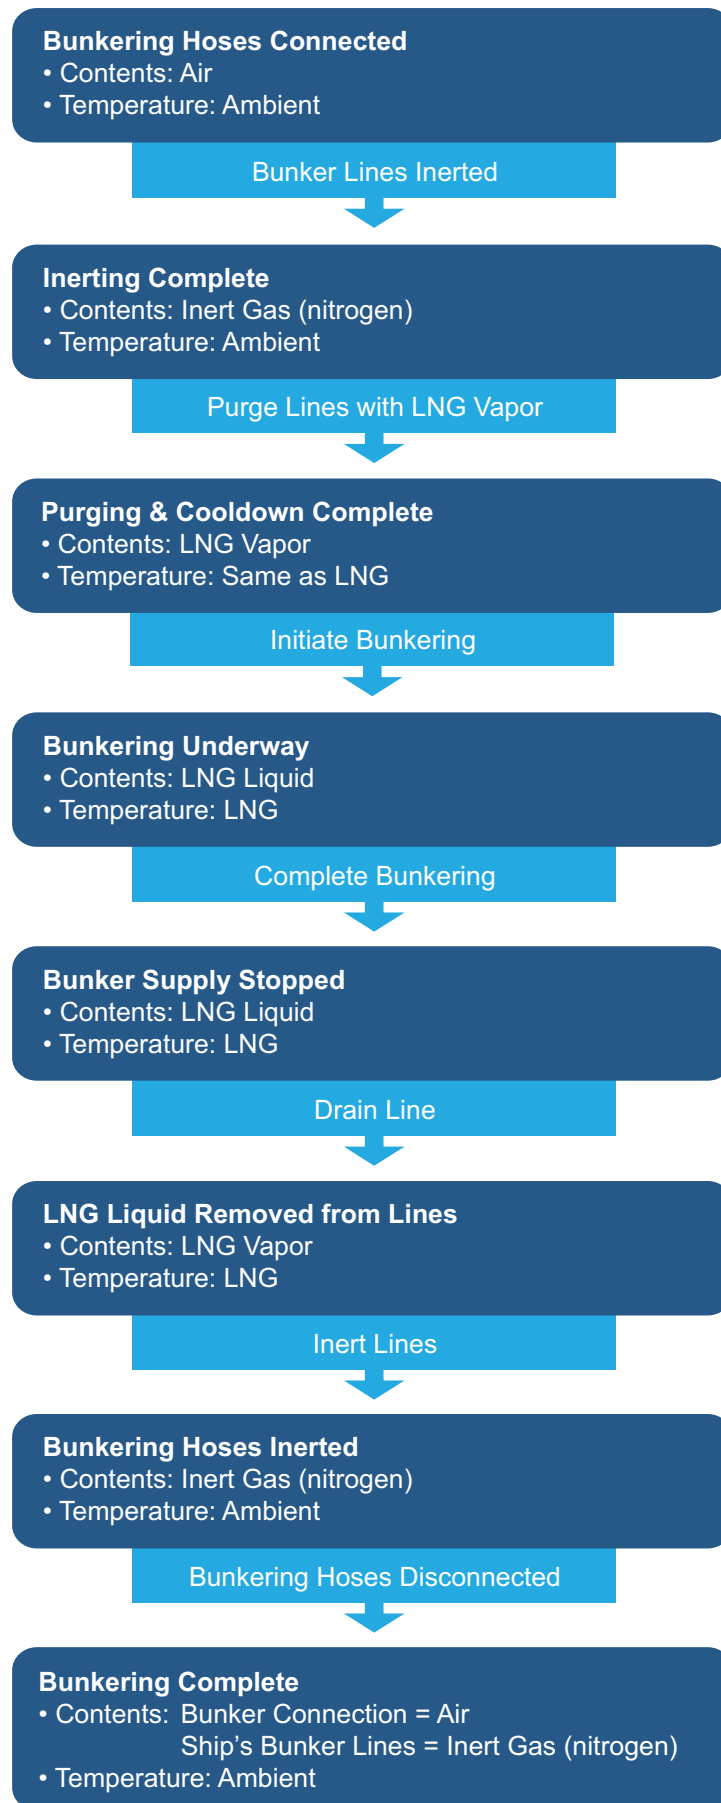 Bunkering Hoses Connected
• Contents: Air
• Temperature: Ambient
Bunker Lines Inerted
Inerting Complete
• Contents: Inert Gas (nitrogen)
• Temperature: Ambient
Purge Lines with LNG Vapor
Purging & Cooldown Complete
• Contents: LNG Vapor
• Temperature: Same as LNG
Initiate Bunkering
Bunkering Underway
• Contents: LNG Liquid
• Temperature: LNG
Complete Bunkering
Bunker Supply Stopped
• Contents: LNG Liquid
• Temperature: LNG
Drain Line
LNG Liquid Removed from Lines
• Contents: LNG Vapor
• Temperature: LNG
Inert Lines
Bunkering Hoses Inerted
• Contents: Inert Gas (nitrogen)
• Temperature: Ambient
Bunkering Hoses Disconnected
Bunkering Complete
• Contents: Bunker Connection = Air
Ship’s Bunker Lines = Inert Gas (nitrogen)
• Temperature: Ambient